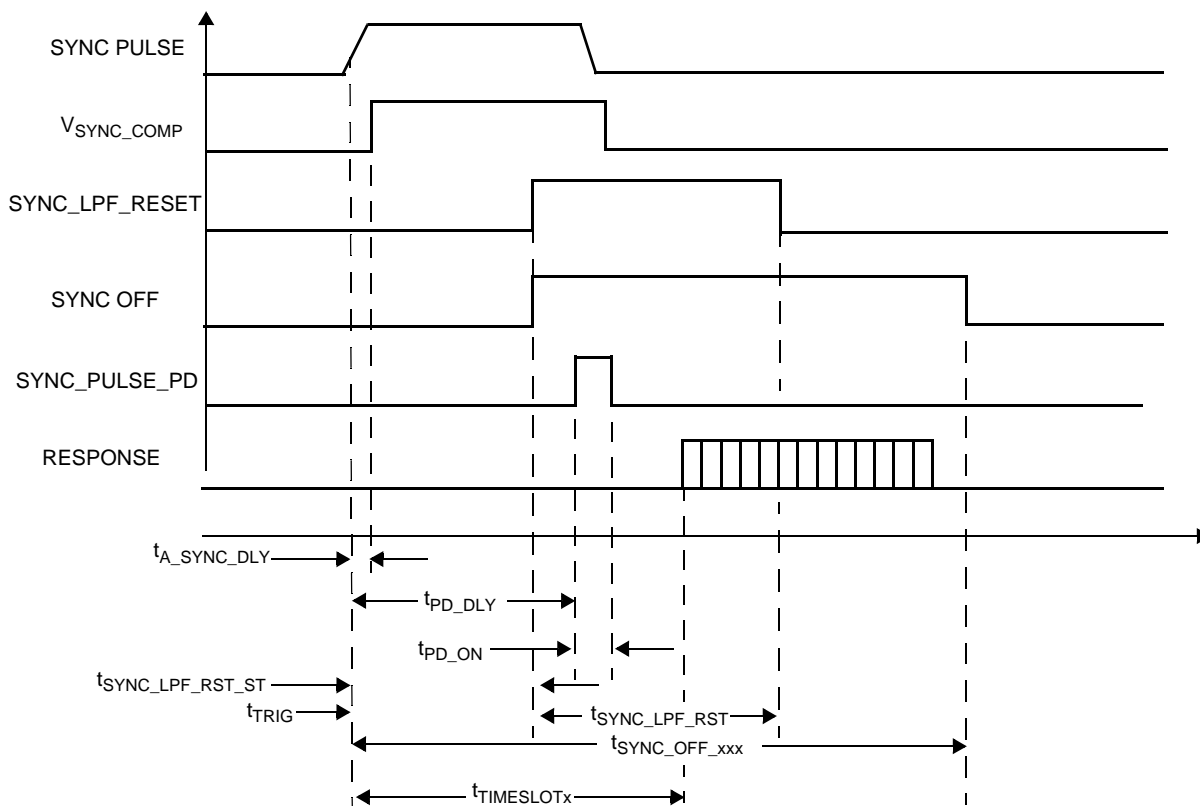 SYNC PULSE
VSYNC_COMP
SYNC_LPF_RESET
SYNC OFF
SYNC_PULSE_PD
RESPONSE
tA_SYNC_DLY
tPD_DLY
tPD_ON
tSYNC_LPF_RST_ST
tTRIG
tSYNC_LPF_RST
tSYNC_OFF_xxx
tTIMESLOTx